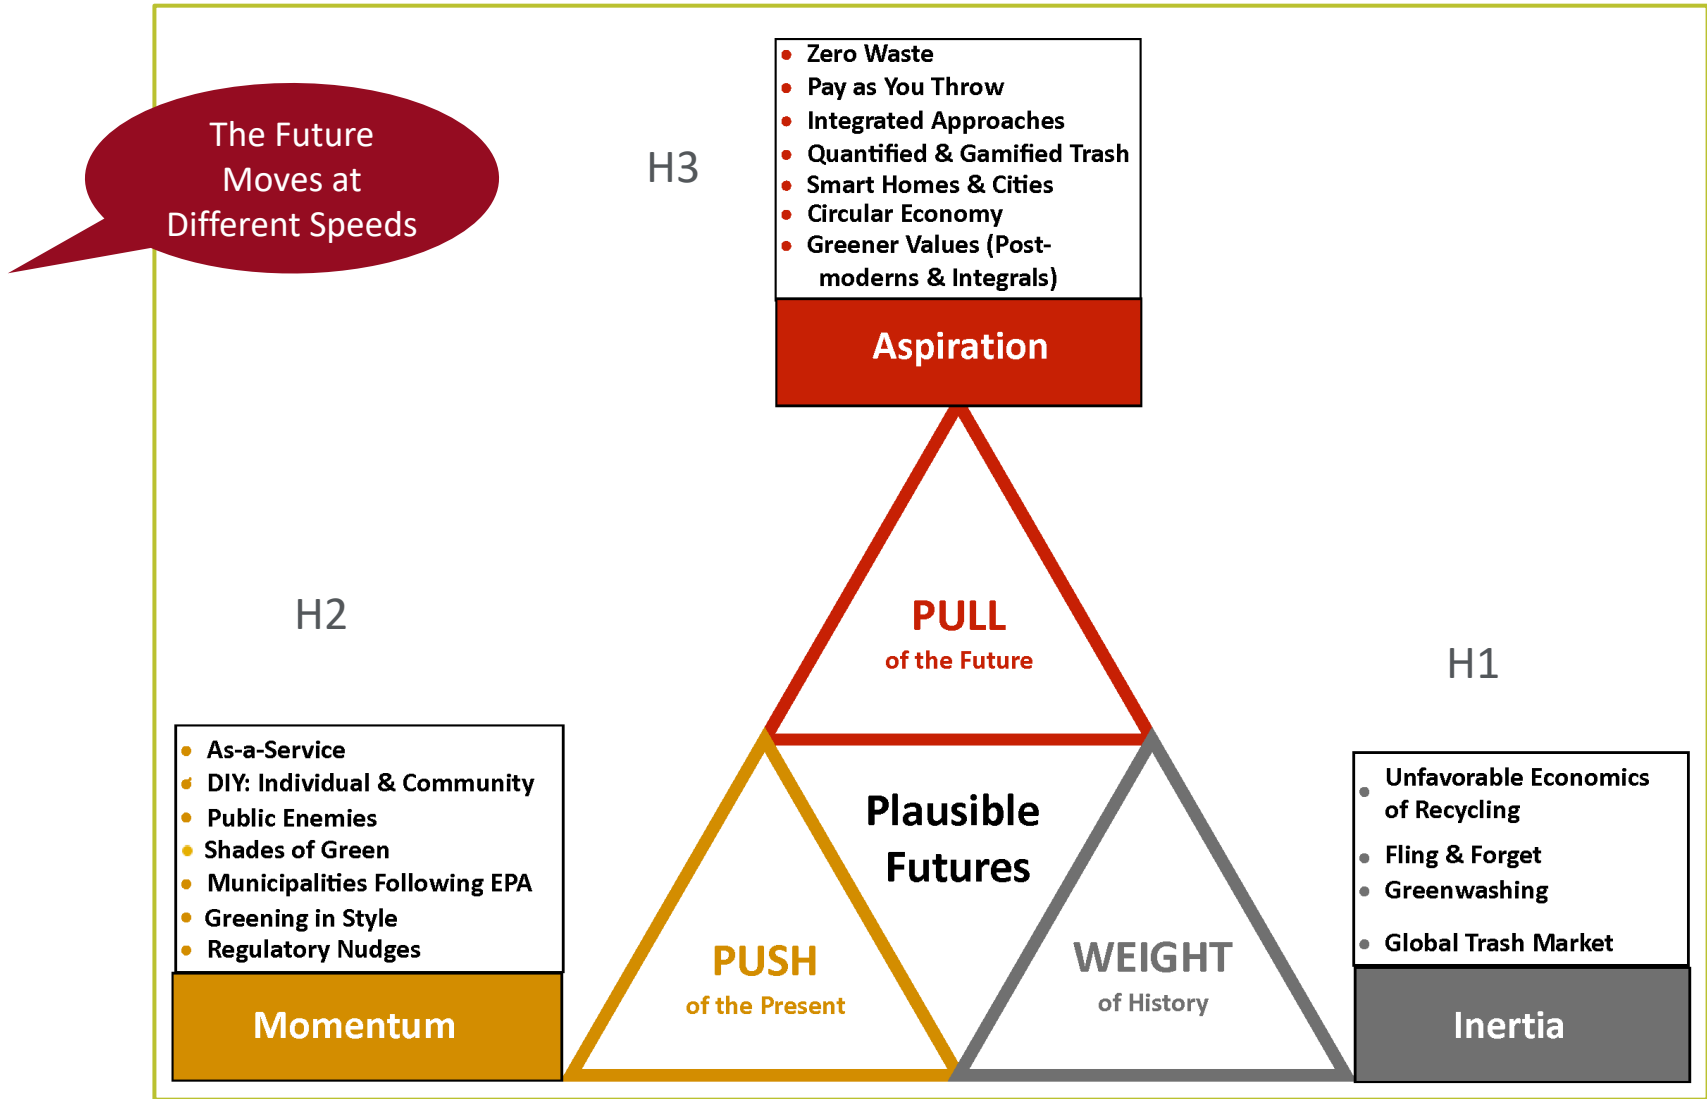 The Future
Moves at
Different Speeds
H3
Zero Waste
Pay as You Throw
Integrated Approaches
Quantified & Gamified Trash
Smart Homes & Cities
Circular Economy
Greener Values (Post-
moderns & Integrals)
Aspiration
PULL
of the Future
H2
As-a-Service
DIY: Individual & Community
Public Enemies
Shades of Green
Municipalities Following EPA
Greening in Style
Regulatory Nudges
Momentum
PUSH
of the Present
Plausible
Futures
WEIGHT
of History
H1
Unfavorable Economics
of Recycling
Fling & Forget
Greenwashing
Global Trash Market
Inertia